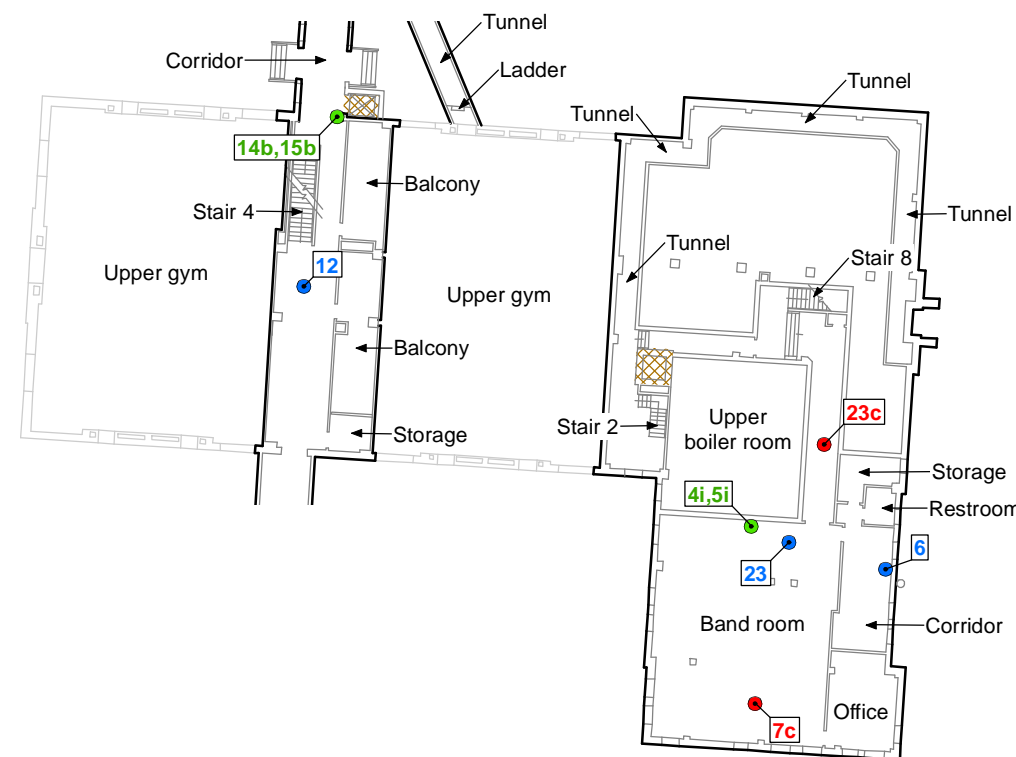 Tunnel
Corridor
Ladder
Tunnel
Tunnel
14b,15b
Balcony
Stair 4
Tunnel
Tunnel
Stair 8
12
Upper gym
Upper gym
Balcony
23c
Upper
boiler room
Stair 2
Storage
Storage
4i,5i
Restroom
6
23
Band room
Corridor
Office
7c